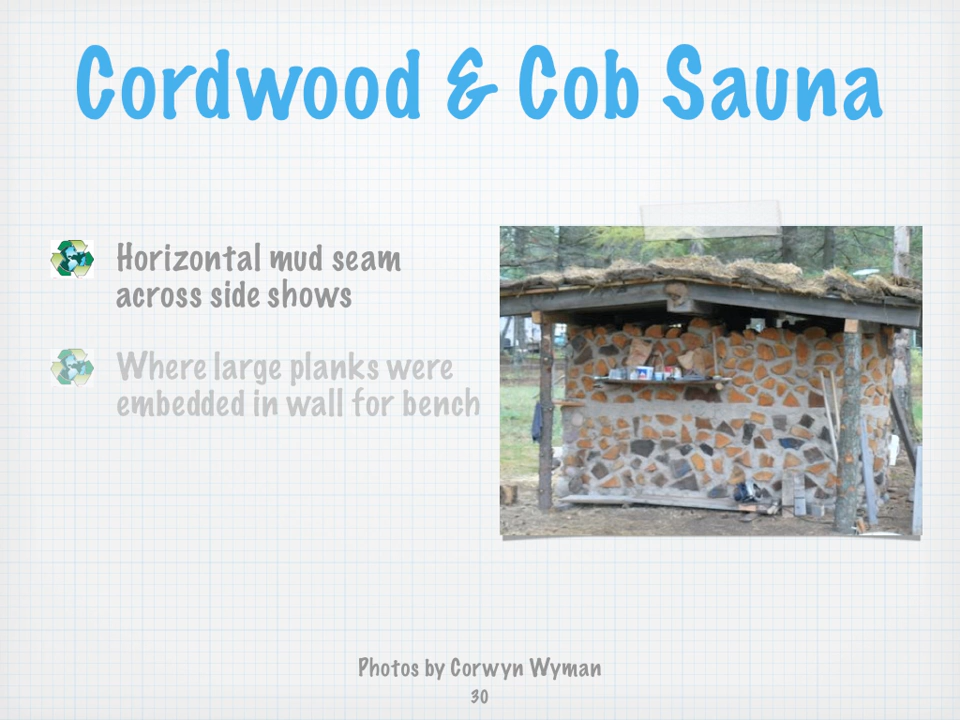 Cordwood & Cob Sauna
Horizontal mud seam
across side shows
Where large planks were
embedded in wall for bench
Photos by Corwyn Wyman
30